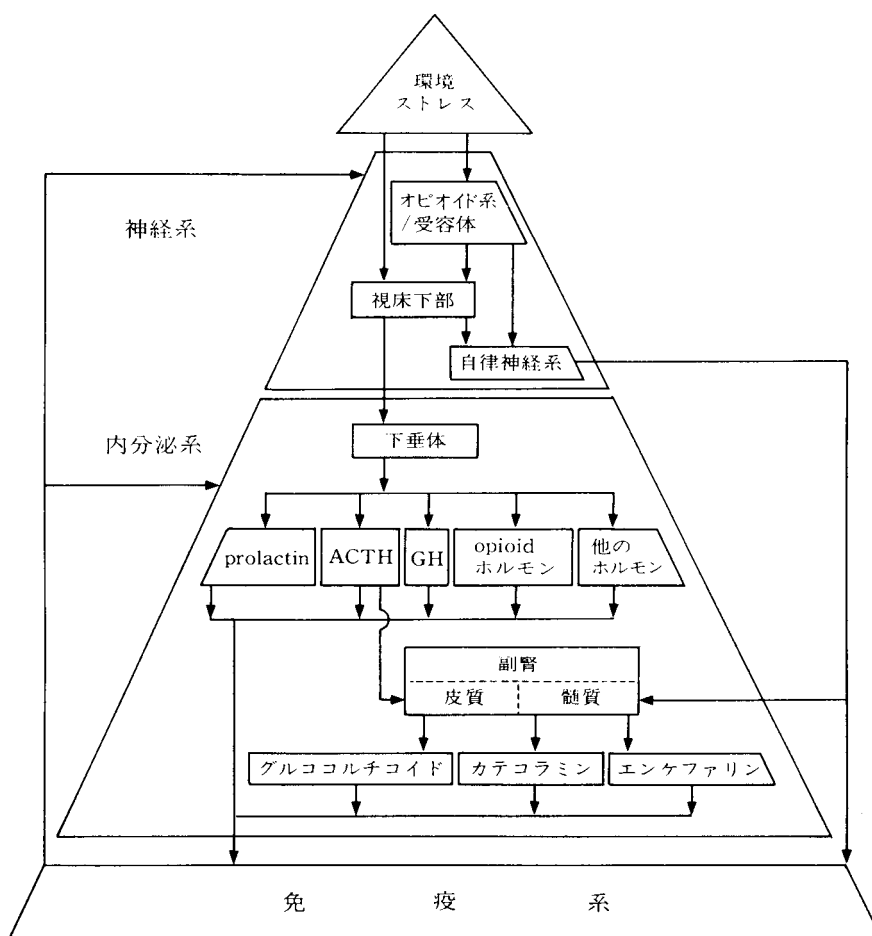 環境
ストレス
神経系
オピオイド系
/受容体
視床下部
自律神経系
内分泌系
下垂体
prolactin
ACTH
GH
opioid
ホルモン
他の
ホルモン
副腎
皮質
髄質
グルココルチコイド
カテコラミン
エンケファリン
免疫系